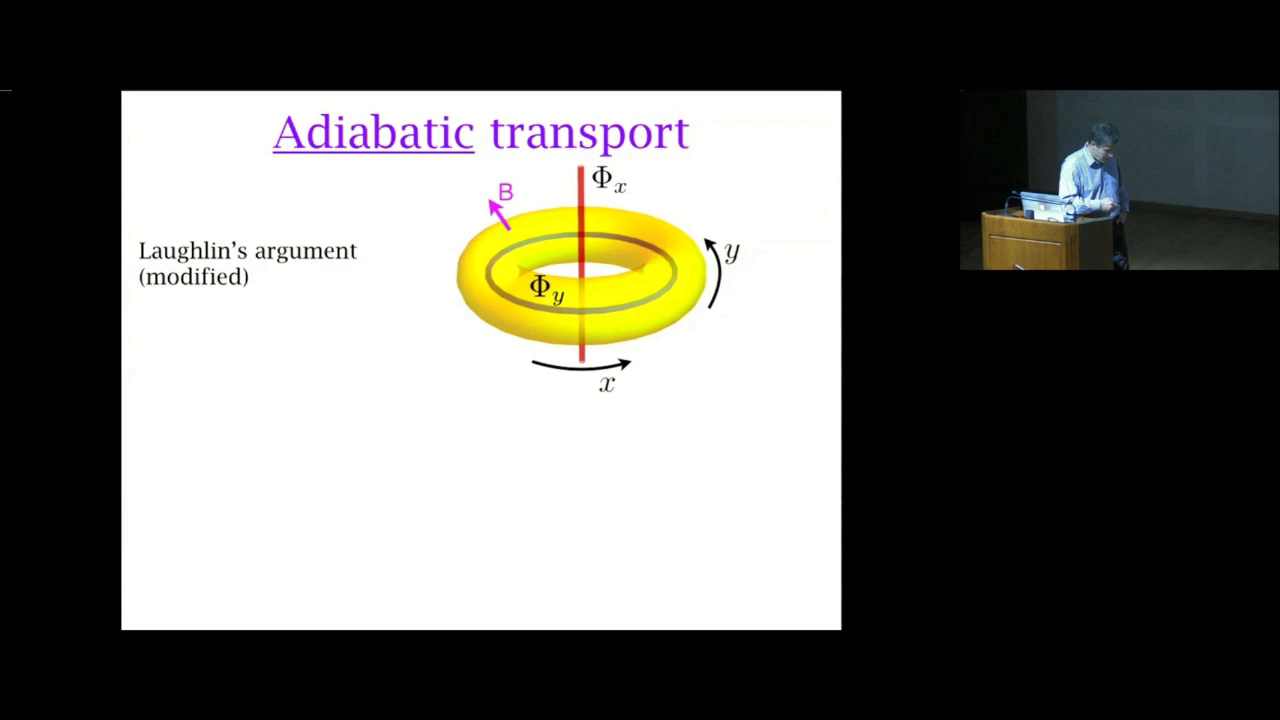 Adiabatic transport
Φx
B
Laughlin's argument
(modified)
y
Φy
x